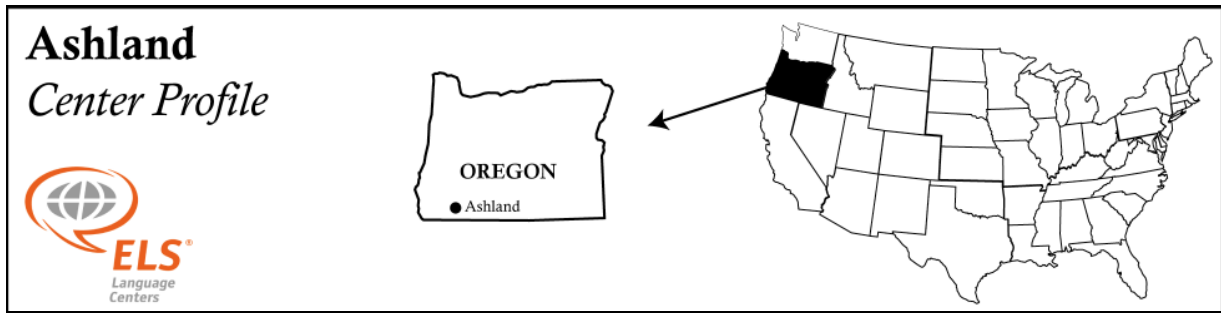 Ashland
Center Profile
OREGON
Ashland
ELS®
Language
Centers